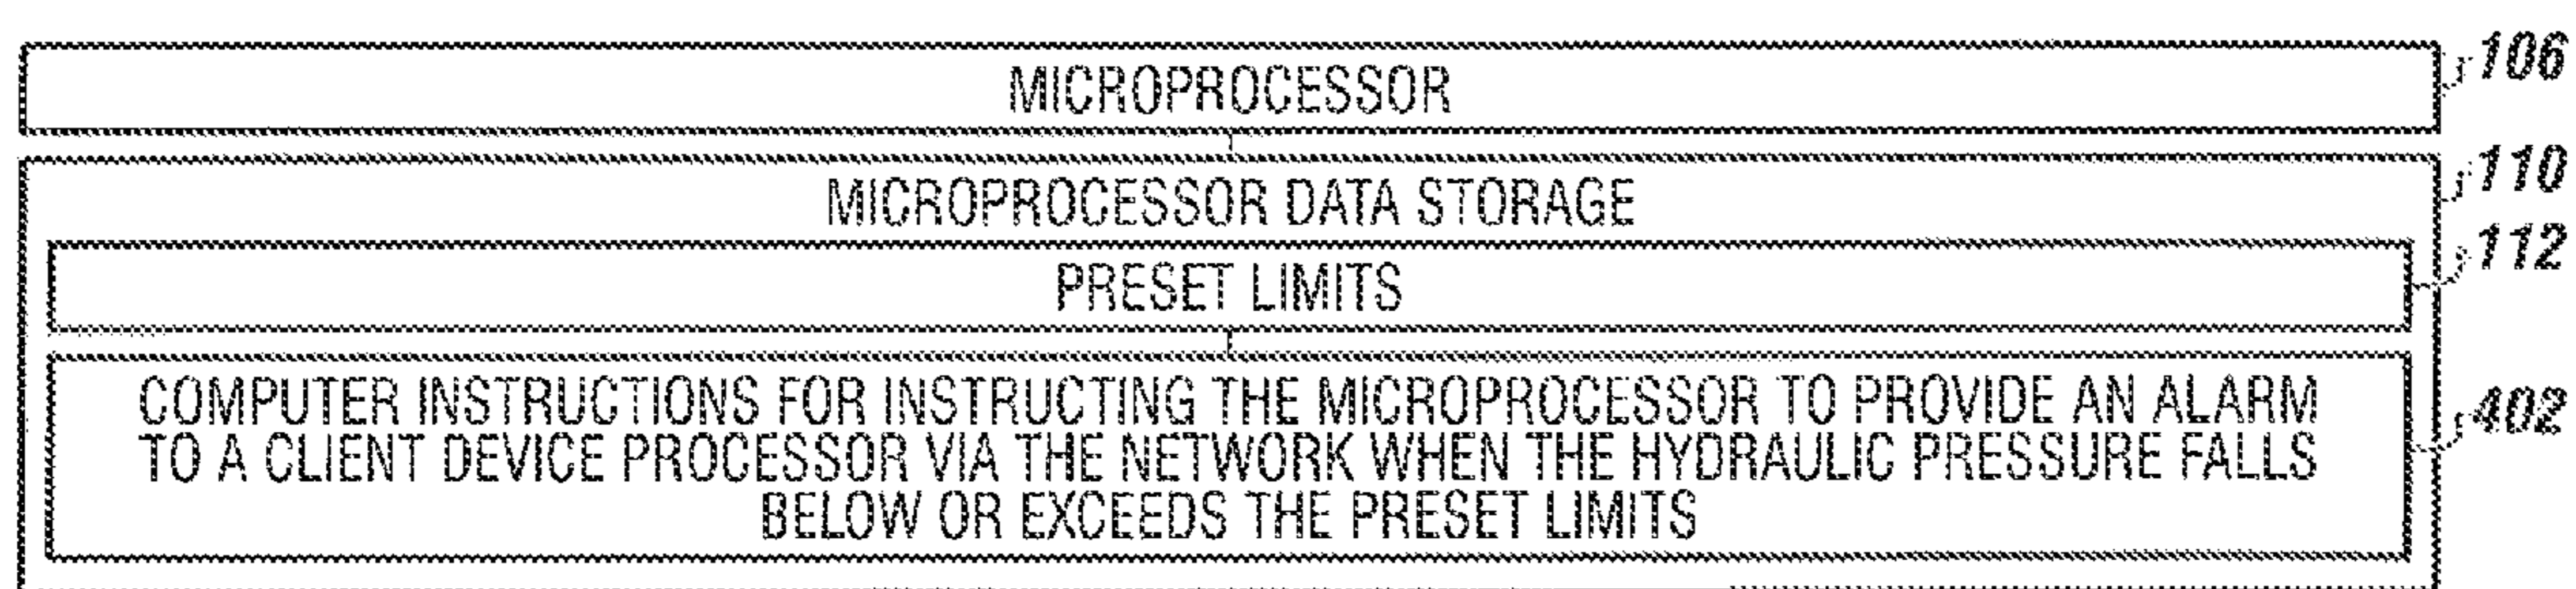 MICROPROCESSOR
106
MICROPROCESSOR DATA STORAGE
110
PRESET LIMITS
112
COMPUTER INSTRUCTIONS FOR INSTRUCTING THE MICROPROCESSOR TO PROVIDE AN ALARM
TO A CLIENT DEVICE PROCESSOR VIA THE NETWORK WHEN THE HYDRAULIC PRESSURE FALLS
BELOW OR EXCEEDS THE PRESET LIMITS
402